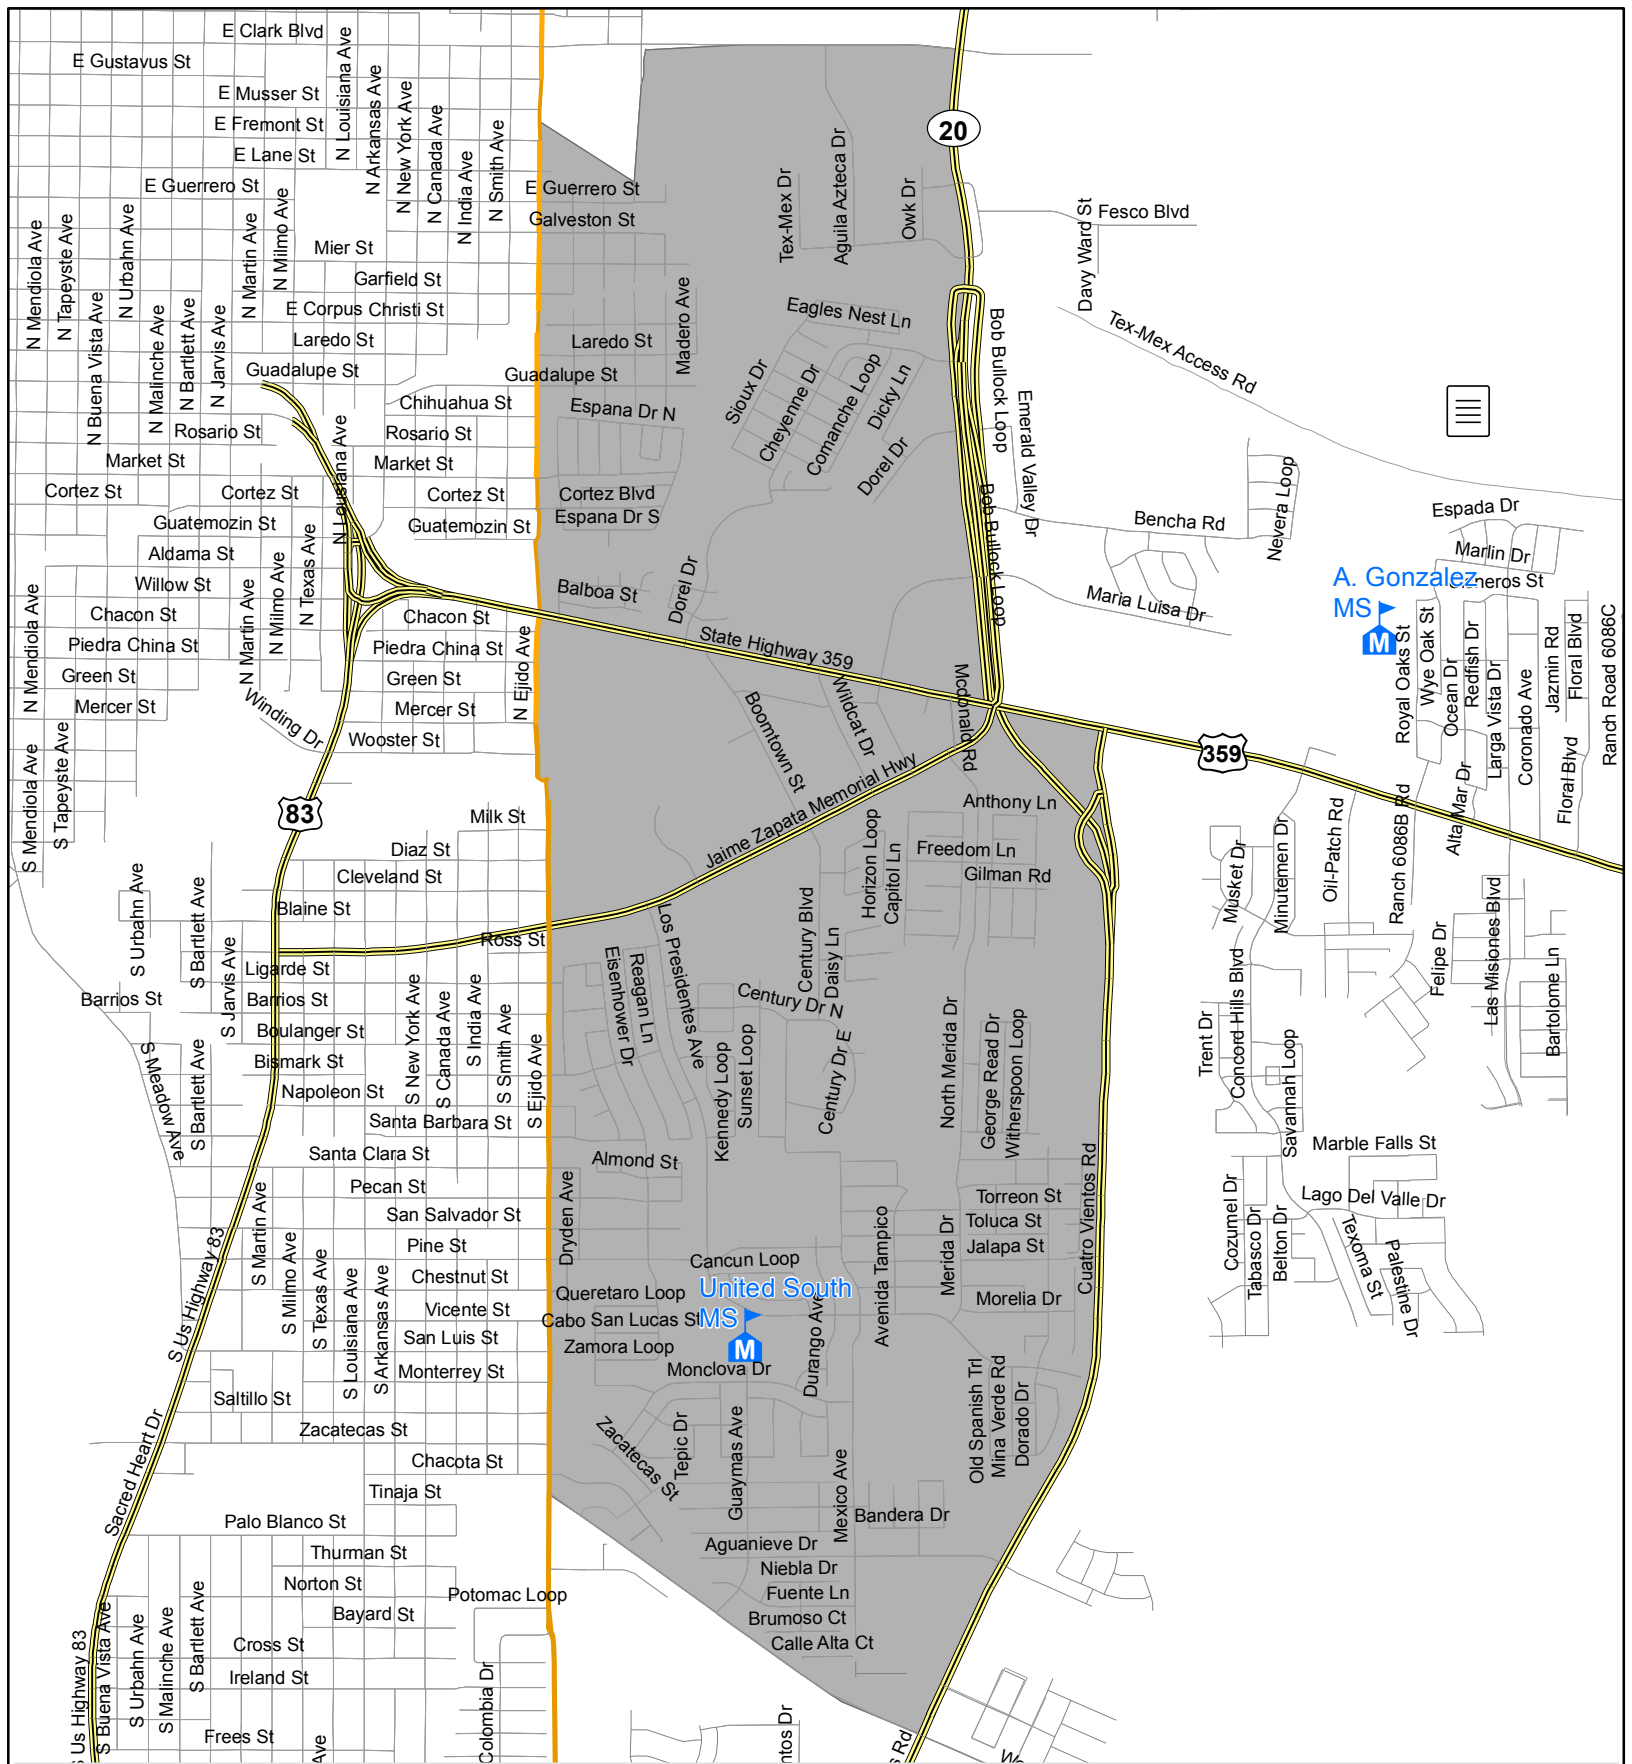 E Clark Blvd
E Gustavus St
E Musser St
E Fremont St
E Lane St
E Guerrero St
N Louisiana Ave
N Arkansas Ave
N New York Ave
N Canada Ave
N India Ave
N Smith Ave
E Guerrero St
Galveston St
Tex-Mex Dr
Aguila Azteca Dr
Owk Dr
20
Davy Ward St
Fesco Blvd
N Mendiola Ave
N Tapeyste Ave
N Buena Vista Ave
N Urbahn Ave
N Malinche Ave
N Bartlett Ave
N Jarvis Ave
N Martin Ave
N Milmo Ave
Mier St
Garfield St
E Corpus Christi St
Laredo St
Guadalupe St
Laredo St
Madero Ave
Guadalupe St
Espana Dr N
Eagles Nest Ln
Sioux Dr
Cheyenne Dr
Comanche Loop
Dicky Ln
Dorel Dr
Bob Bullock Loop
Emerald Valley Dr
Tex-Mex Access Rd
Chihuahua St
Rosario St
Rosario St
Market St
Market St
Cortez St
Cortez St
Cortez St
Cortez Blvd
Espana Dr S
Guatemozin St
Guatemozin St
N Lousiana Ave
Aldama St
Willow St
Chacon St
Piedra China St
Green St
Mercer St
N Mendiola Ave
N Martin Ave
N Milmo Ave
N Texas Ave
Winding Dr
Chacon St
Piedra China St
Green St
Mercer St
Wooster St
N Ejido Ave
Balboa St
Dorel Dr
State Highway 359
Bob Bullock Loop
Bencha Rd
Nevera Loop
Maria Luisa Dr
Espada Dr
Marlin Dr
A. Gonzalez
MS
M
Royal Oaks St
Wye Oak St
Ocean Dr
Redfish Dr
Larga Vista Dr
Coronado Ave
Jazmin Rd
Floral Blvd
Ranch Road 6086C
S Mendiola Ave
S Tapeyste Ave
83
Boomtown St
Wildcat Dr
Mcdonald Rd
Jaime Zapata Memorial Hwy
Anthony Ln
359
Alta Mar Dr
Floral Blvd
Milk St
Diaz St
Cleveland St
Blaine St
Ross St
Horizon Loop
Capitol Ln
Freedom Ln
Gilman Rd
Musket Dr
Minutemen Dr
Oil-Patch Rd
Ranch 6086B Rd
S Urbahn Ave
S Bartlett Ave
S Jarvis Ave
Ligarde St
Barrios St
Barrios St
Boulanger St
Bismark St
Napoleon St
Santa Barbara St
S Meadow Ave
S Bartlett Ave
S New York Ave
S Canada Ave
S India Ave
S Smith Ave
S Ejido Ave
Eisenhower Dr
Reagan Ln
Los Presidentes Ave
Century Blvd
Daisy Ln
Century Dr N
Kennedy Loop
Sunset Loop
Century Dr E
North Merida Dr
George Read Dr
Witherspoon Loop
Felipe Dr
Las Misiones Blvd
Bartolome Ln
Trent Dr
Concord Hills Blvd
Savannah Loop
Marble Falls St
Lago Del Valle Dr
Santa Clara St
Pecan St
San Salvador St
Pine St
Chestnut St
Vicente St
San Luis St
Monterrey St
Saltillo St
Zacatecas St
Chacota St
Tinaja St
Palo Blanco St
Thurman St
Norton St
Bayard St
Cross St
Ireland St
Frees St
S Martin Ave
S Milmo Ave
S Texas Ave
S Louisiana Ave
S Arkansas Ave
S Us Highway 83
Sacred Heart Dr
Almond St
Dryden Ave
Cancun Loop
United South
MS
M
Queretaro Loop
Cabo San Lucas St
Zamora Loop
Monclova Dr
Durango Ave
Avenida Tampico
Merida Dr
Torreon St
Toluca St
Jalapa St
Morelia Dr
Cuatro Vientos Rd
Cozumel Dr
Tabasco Dr
Belton Dr
Texoma St
Palestine Dr
Zacatecas St
Tepic Dr
Guaymas Ave
Mexico Ave
Old Spanish Trl
Mina Verde Rd
Dorado Dr
Bandera Dr
Aguanieve Dr
Niebla Dr
Fuente Ln
Brumoso Ct
Calle Alta Ct
Potomac Loop
Us Highway 83
S Buena Vista Ave
S Urbahn Ave
S Malinche Ave
S Bartlett Ave
Ave
Colombia Dr
ntos Dr
s Rd